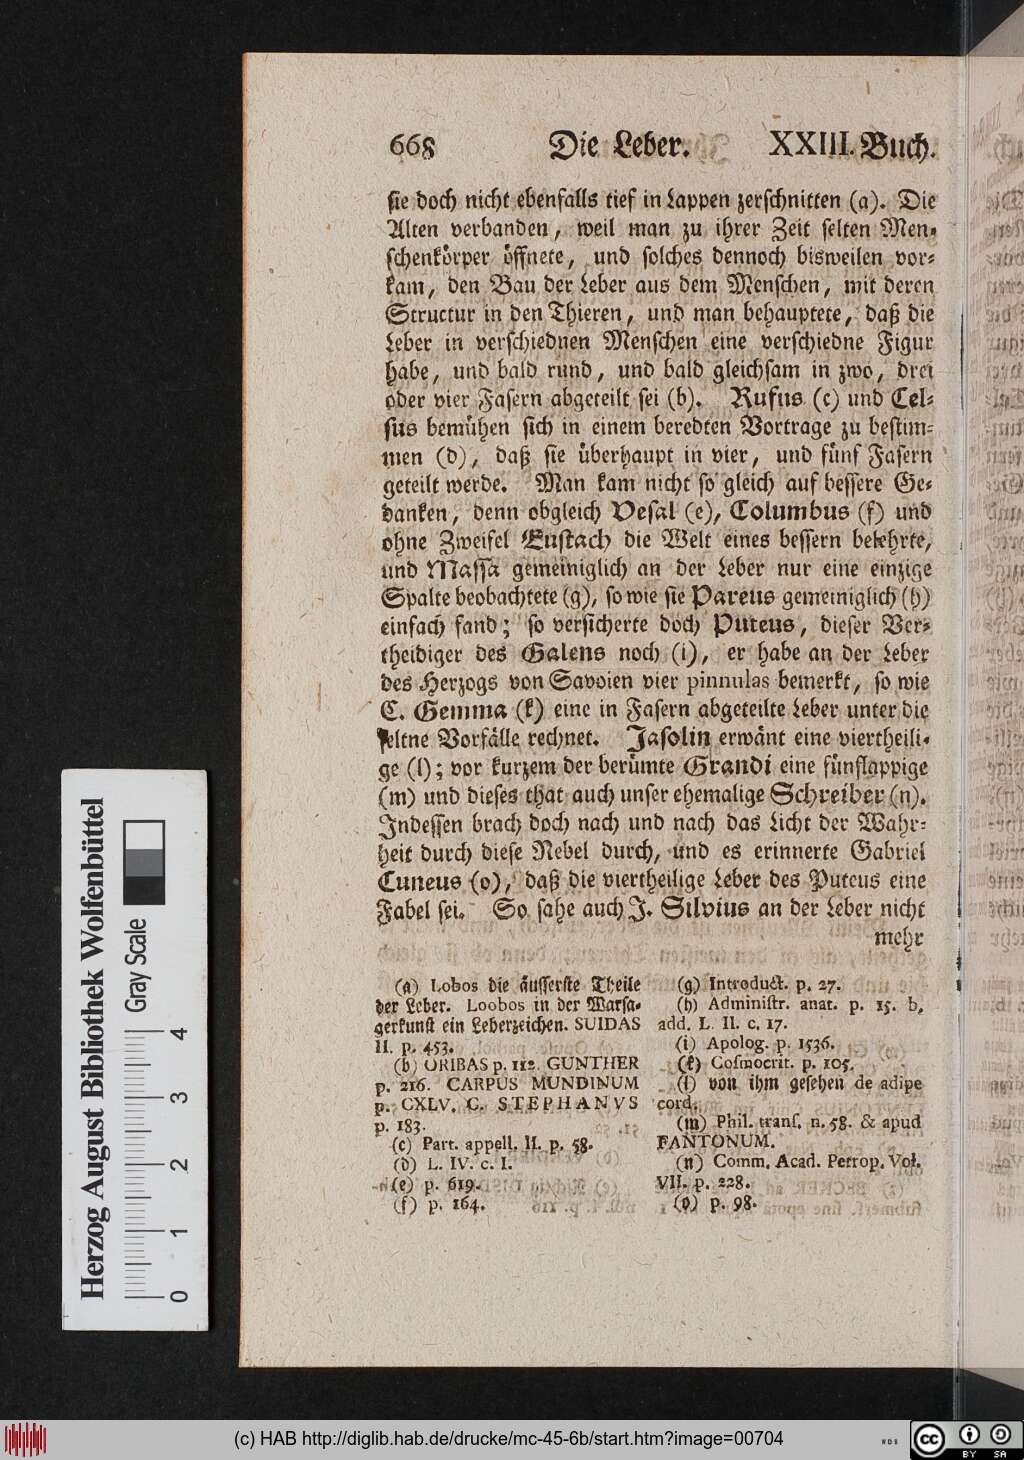 668 Die Leber. XXIII. Buch.
ſie doch nicht ebenfalls tief in Lappen zerſchnitten (a). Die
Alten verbanden, weil man zu ihrer Zeit ſelten Men⸗
ſchenkörper öffnete, und ſolches dennoch bisweilen vor⸗
kam, den Bau der Leber aus dem Menſchen, mit deren
Structur in den Thieren, und man behauptete, daß die
Leber in verſchiednen Menſchen eine verſchiedne Figur
habe, und bald rund, und bald gleichſam in zwo, drei
oder vier Faſern abgeteilt ſei (b). Rufus (c) und Cel⸗
ſus bemühen ſich in einem beredten Vortrage zu beſtim⸗
men (d), daß ſie überhaupt in vier, und fünf Faſern
geteilt werde. Man kam nicht ſo gleich auf beſſere Ge⸗
danken, denn obgleich Veſal (e), Columbus (f) und
ohne Zweifel Euſtach die Welt eines beſſern belehrte,
und Maſſa gemeiniglich an der Leber nur eine einzige
Spalte beobachtete (g), ſo wie ſie Pareus gemeiniglich (h)
einfach fand; ſo verſicherte doch Puteus, dieſer Ver⸗
theidiger des Galens noch (i), er habe an der Leber
des Herzogs von Savoien vier pinnulas bemerkt, ſo wie
C. Gemma (k) eine in Faſern abgeteilte Leber unter die
ſeltne Vorfälle rechnet. Jaſolin erwänt eine viertheili⸗
ge (l); vor kurzem der berümte Grandi eine fünflappige
(m) und dieſes that auch unſer ehemalige Schreiber (n).
Indeſſen brach doch nach und nach das Licht der Wahr⸗
heit durch dieſe Nebel durch, und es erinnerte Gabriel
Cuneus (o), daß die viertheilige Leber des Puteus eine
Fabel ſei. So ſahe auch J. Silvius an der Leber nicht
mehr
(a) Lobos die äuſſerſte Theile
der Leber. Loobos in der Warſa⸗
gerkunſt ein Leberzeichen. SUIDAS
II. p. 453.
(b) ORIBAS p. 112. GUNTHER
p. 216. CARPUS MUNDINUM
p. CXLV. C. STEPHANVS
p. 183.
(c) Part. appell. II. p. 58.
(d) L. IV. c. I.
(e) p. 619.
(f) p. 164.
(g) Introduct. p. 27.
(h) Adminiſtr. anat. p. 15. b.
add. L. II. c. 17.
(i) Apolog. p. 1536.
(k) Coſmocrit. p. 105.
(l) von ihm geſehen de adipe
cord.
(m) Phil. tranſ. n. 58. & apud
FANTONUM.
(n) Comm. Acad. Petrop. Vol.
VII. p. 228.
(o) p. 98.
Herzog August Bibliothek Wolfenbüttel
Gray Scale
0 1 2 3 4
(c) HAB http://diglib.hab.de/drucke/mc-45-6b/start.htm?image=00704
WDB
cc BY SA